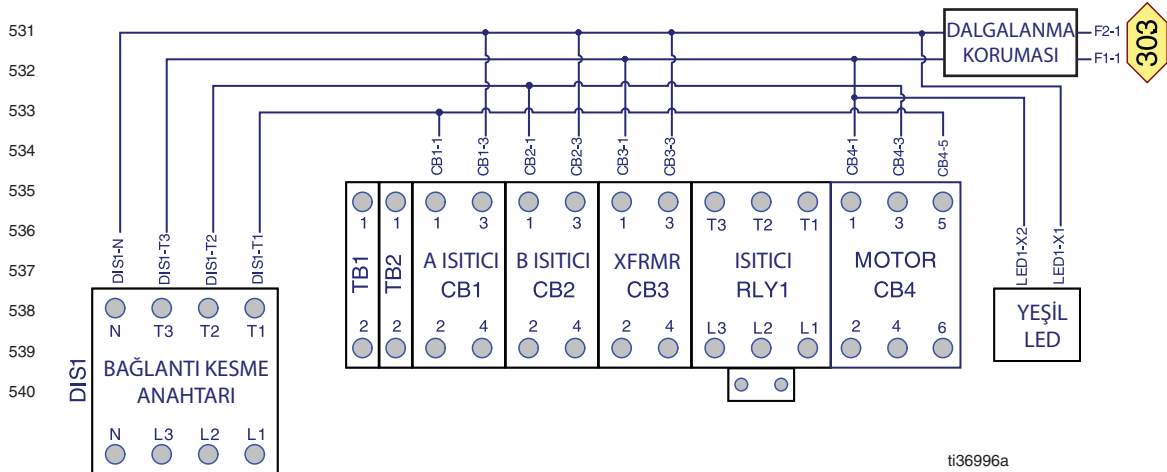 531
532
533
534
535
536
537
538
539
540
DALGALANMA
KORUMASI
F2-1
F1-1
303
CB1-1
CB1-3
CB2-1
CB2-3
CB3-1
CB3-3
CB4-1
CB4-3
CB4-5
DIS1-N
DIS1-T3
DIS1-T2
DIS1-T1
LED1-X2
LED1-X1
1 1 1 3 1 3 1 3 T3 T2 T1 1 3 5
TB1
TB2
A ISITICI
CB1
B ISITICI
CB2
XFRMR
CB3
ISITICI
RLY1
MOTOR
CB4
2 2 2 4 2 4 2 4 L3 L2 L1 2 4 6
YEŞİL
LED
DIS1
N T3 T2 T1
BAĞLANTI KESME
ANAHTARI
N L3 L2 L1
ti36996a